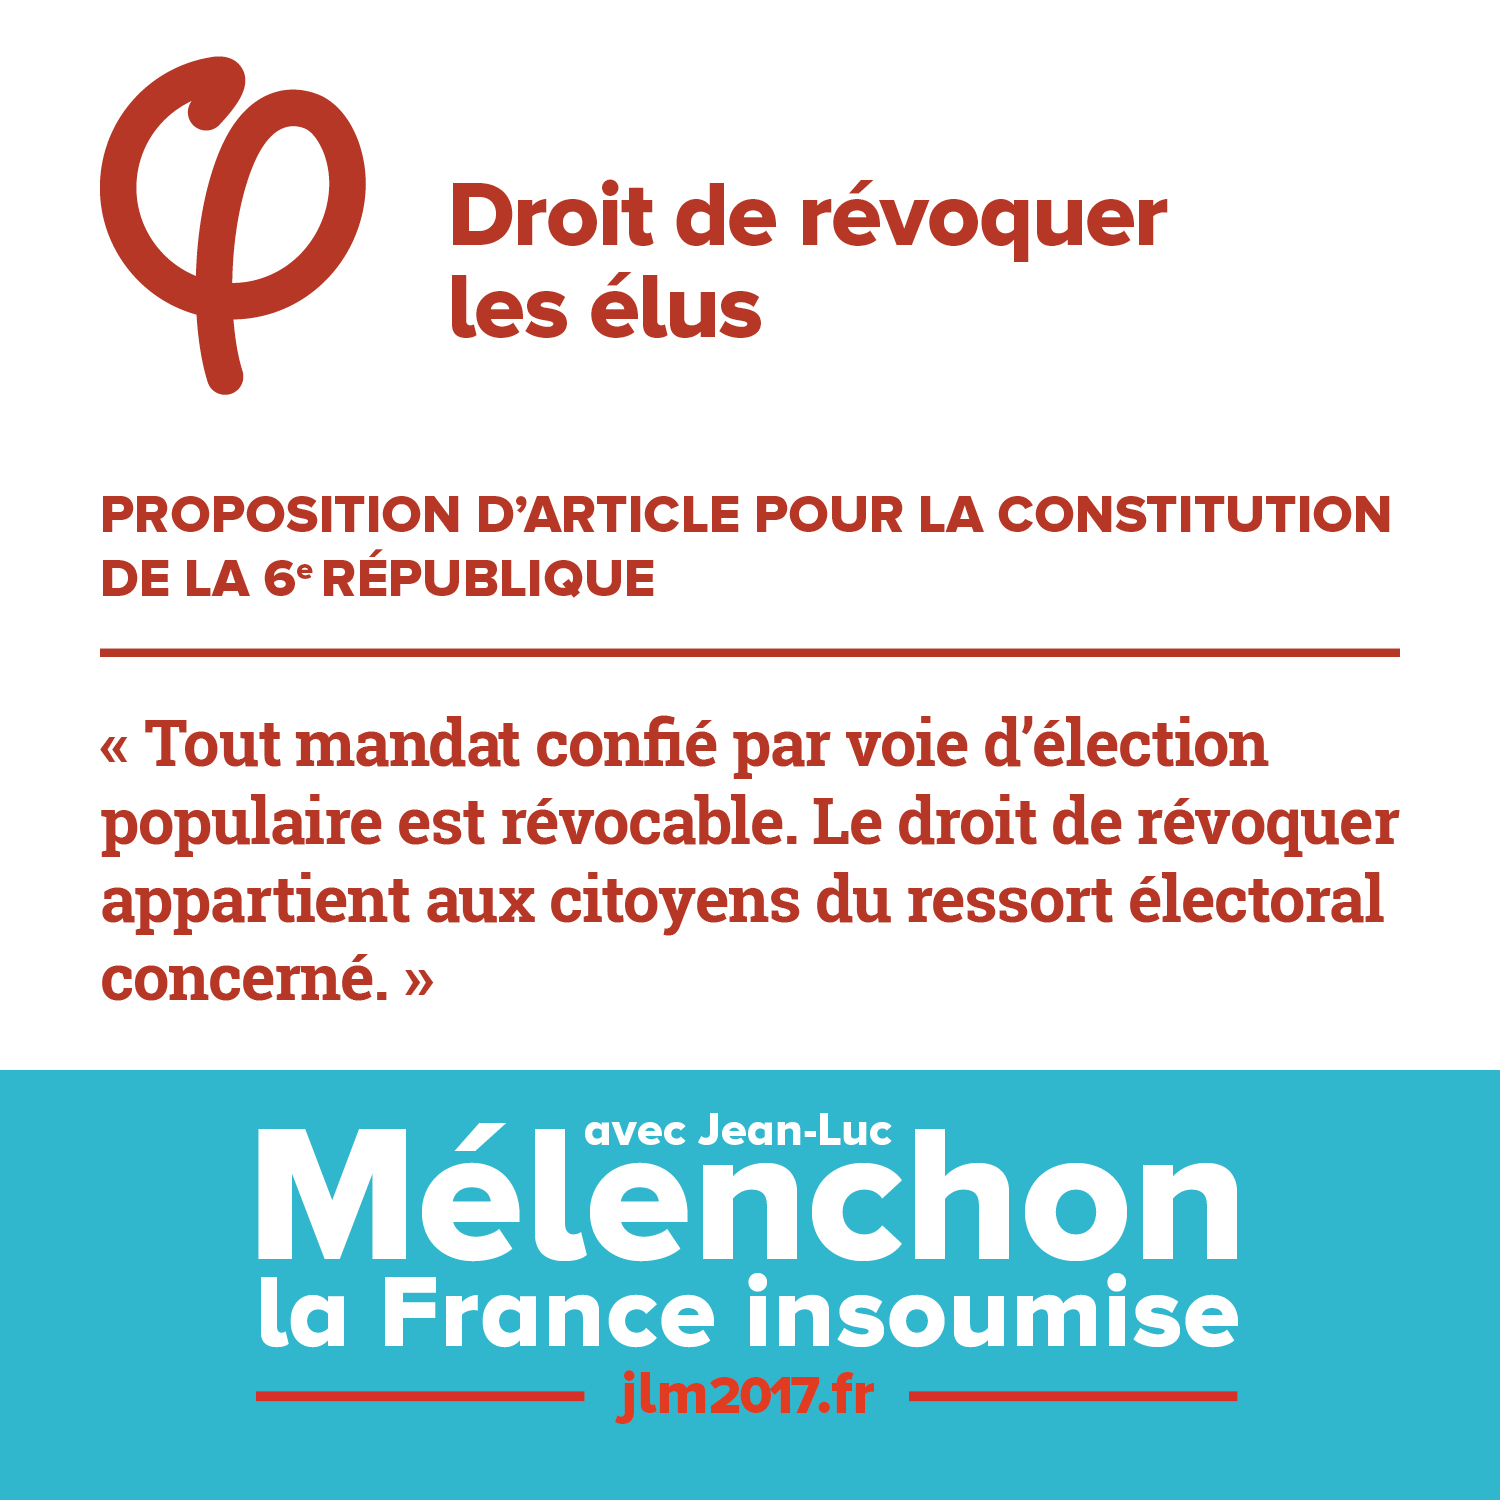 Droit de révoquer
les élus
PROPOSITION D’ARTICLE POUR LA CONSTITUTION
DE LA 6e RÉPUBLIQUE
« Tout mandat confié par voie d’élection
populaire est révocable. Le droit de révoquer
appartient aux citoyens du ressort électoral
concerné. »
avec Jean-Luc
Mélenchon
la France insoumise
jlm2017.fr